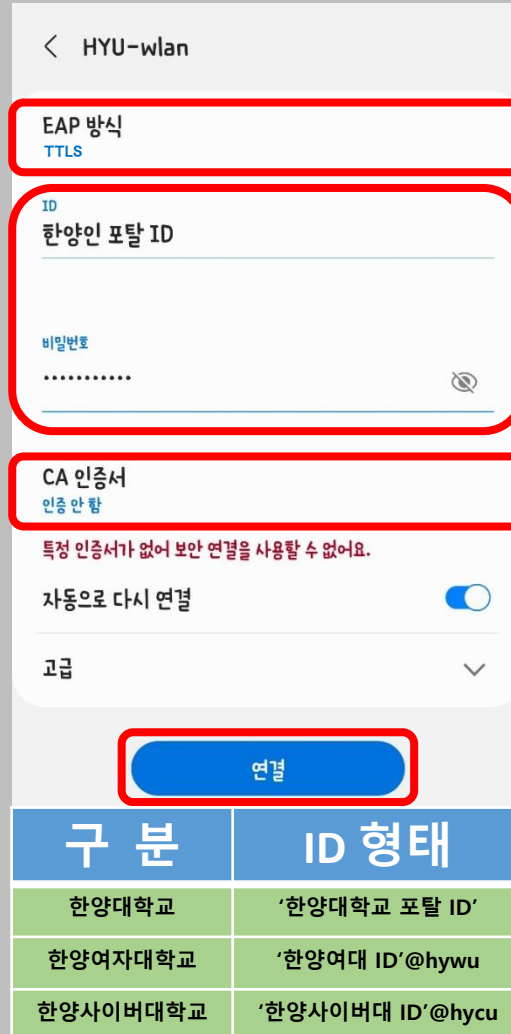 HYU-wlan
EAP 방식
TTLS
ID
한양인 포탈 ID
비밀번호
•••••••••••
CA 인증서
인증 안 함
특정 인증서가 없어 보안 연결을 사용할 수 없어요.
자동으로 다시 연결
고급
연결
구 분 ID 형태
한양대학교 ‘한양대학교 포탈 ID’
한양여자대학교 ‘한양여대 ID’@hywu
한양사이버대학교 ‘한양사이버대 ID’@hycu